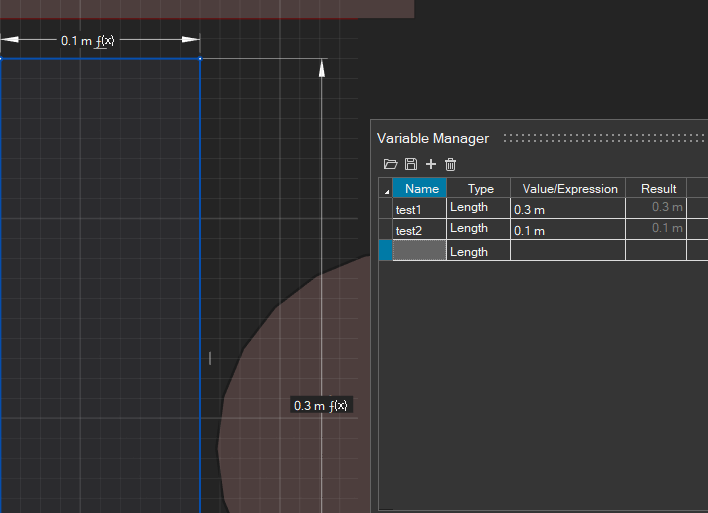 0.1 m ƒ(x)
Variable Manager
Name Type Value/Expression Result
test1 Length 0.3 m 0.3 m
test2 Length 0.1 m 0.1 m
Length
0.3 m ƒ(x)